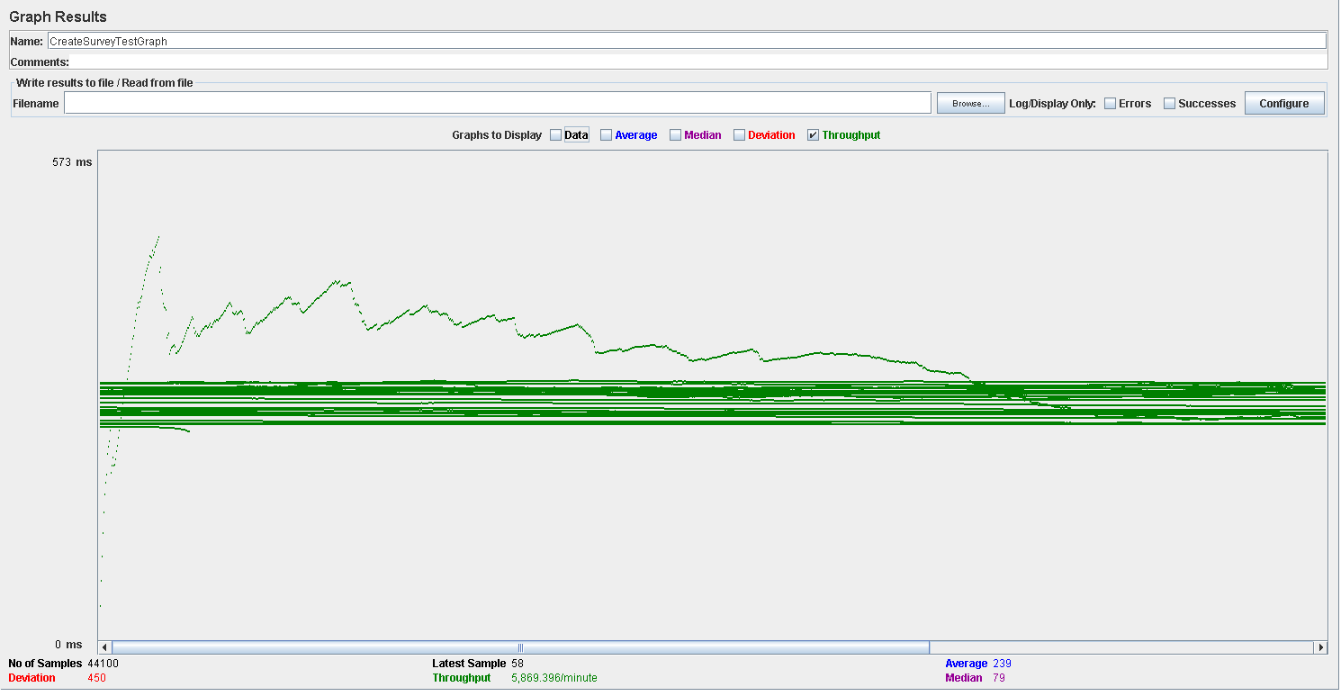 Graph Results
Name: CreateSurveyTestGraph
Comments:
Write results to file / Read from file
Filename Browse... Log/Display Only: Errors Successes Configure
Graphs to Display Data Average Median Deviation Throughput
573 ms
0 ms
No of Samples 44100 Latest Sample 58 Average 239
Deviation 450 Throughput 5,869.396/minute Median 79